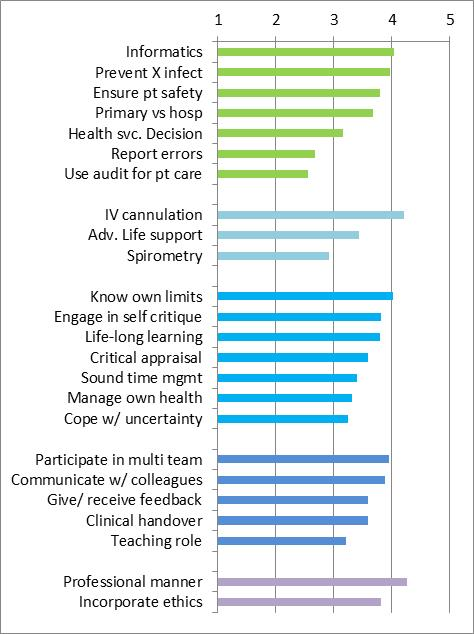 1 2 3 4 5
Informatics
Prevent X infect
Ensure pt safety
Primary vs hosp
Health svc. Decision
Report errors
Use audit for pt care
IV cannulation
Adv. Life support
Spirometry
Know own limits
Engage in self critique
Life-long learning
Critical appraisal
Sound time mgmt
Manage own health
Cope w/ uncertainty
Participate in multi team
Communicate w/ colleagues
Give/ receive feedback
Clinical handover
Teaching role
Professional manner
Incorporate ethics